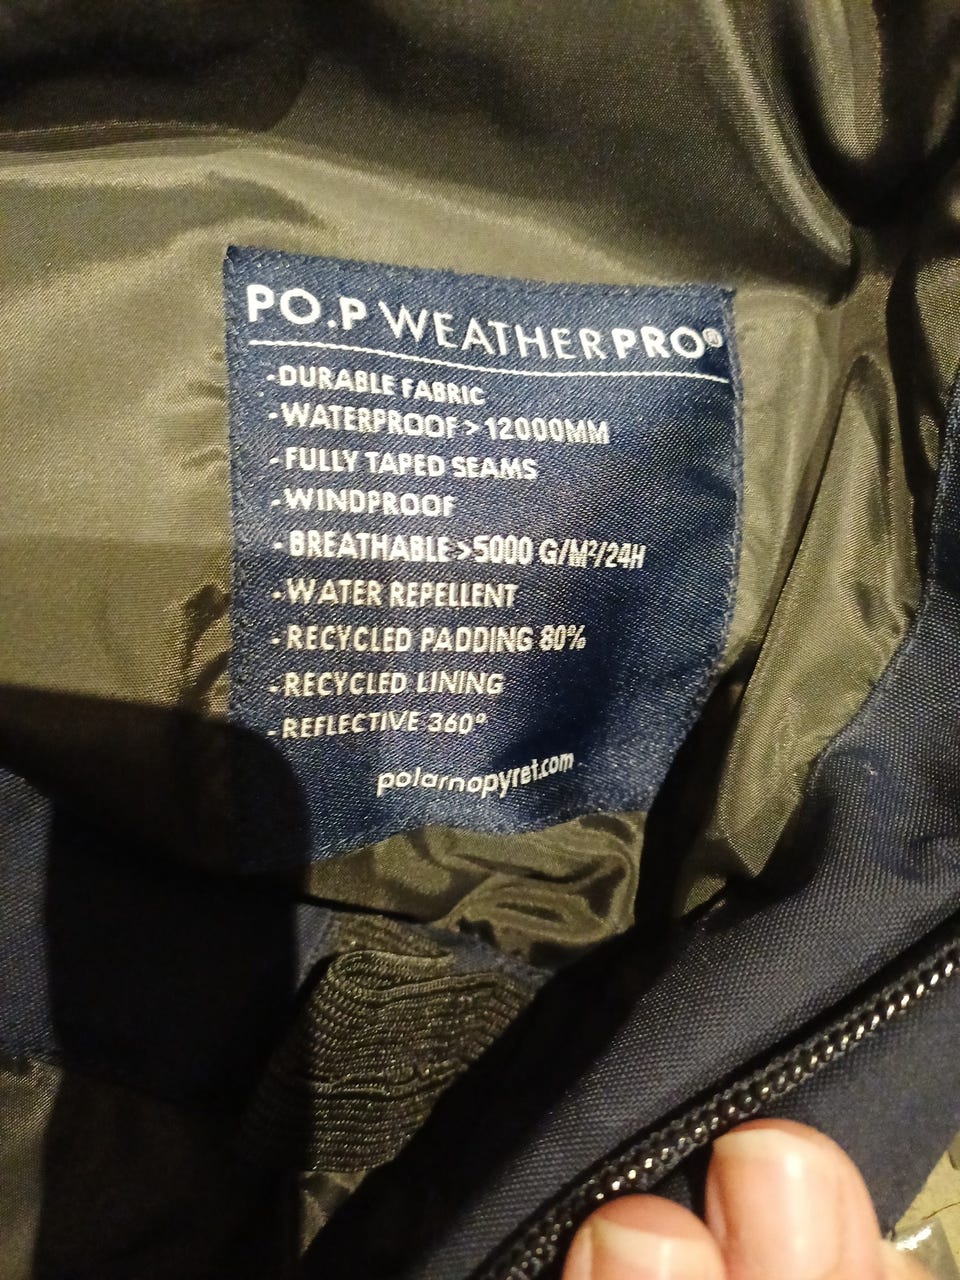 PO.P WEATHERPRO®
-DURABLE FABRIC
-WATERPROOF > 12000MM
-FULLY TAPED SEAMS
-WINDPROOF
-BREATHABLE >5000 G/M²/24H
-WATER REPELLENT
-RECYCLED PADDING 80%
-RECYCLED LINING
-REFLECTIVE 360°
polarnopyret.com